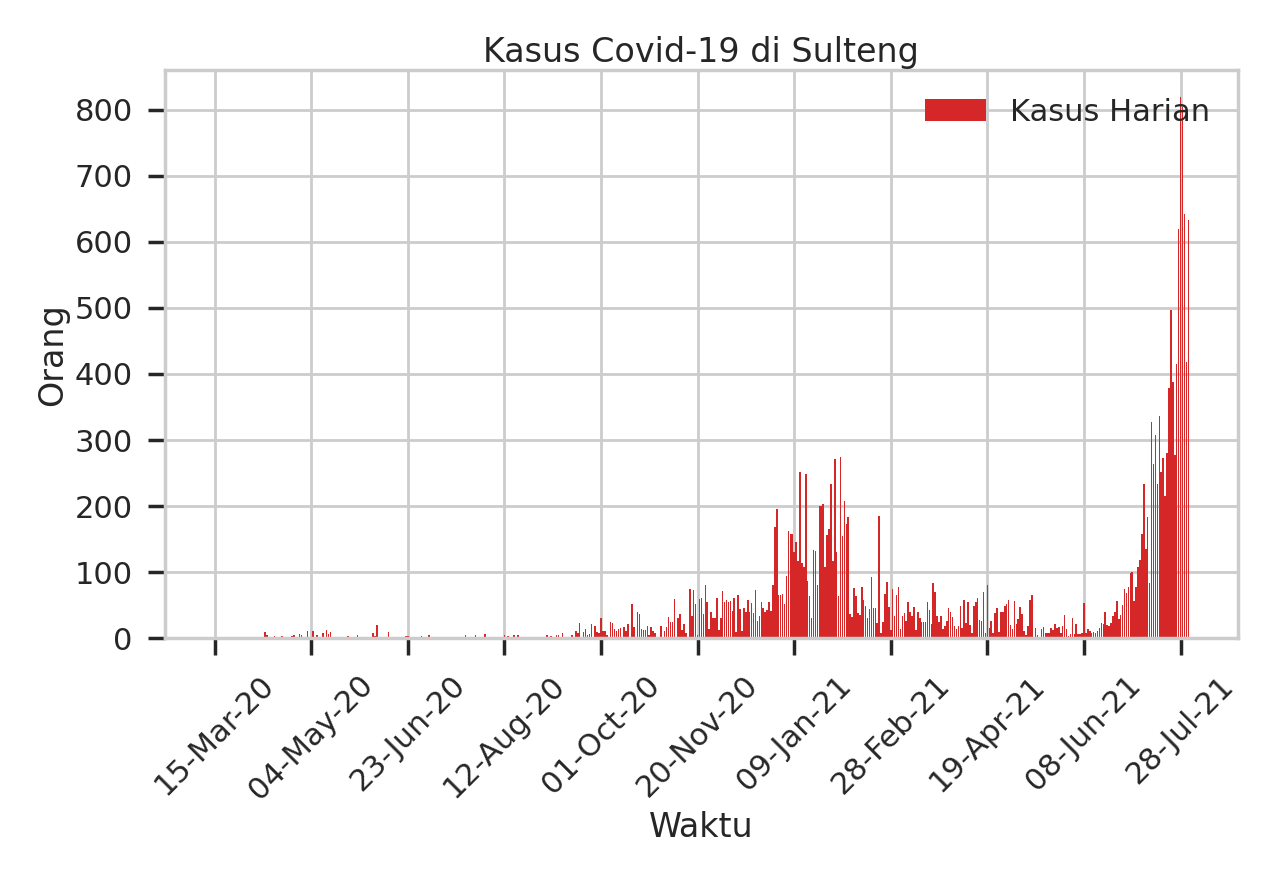 Kasus Covid-19 di Sulteng
Kasus Harian
800
700
600
500
400
300
200
100
0
Orang
15-Mar-20
04-May-20
23-Jun-20
12-Aug-20
01-Oct-20
20-Nov-20
09-Jan-21
28-Feb-21
19-Apr-21
08-Jun-21
28-Jul-21
Waktu